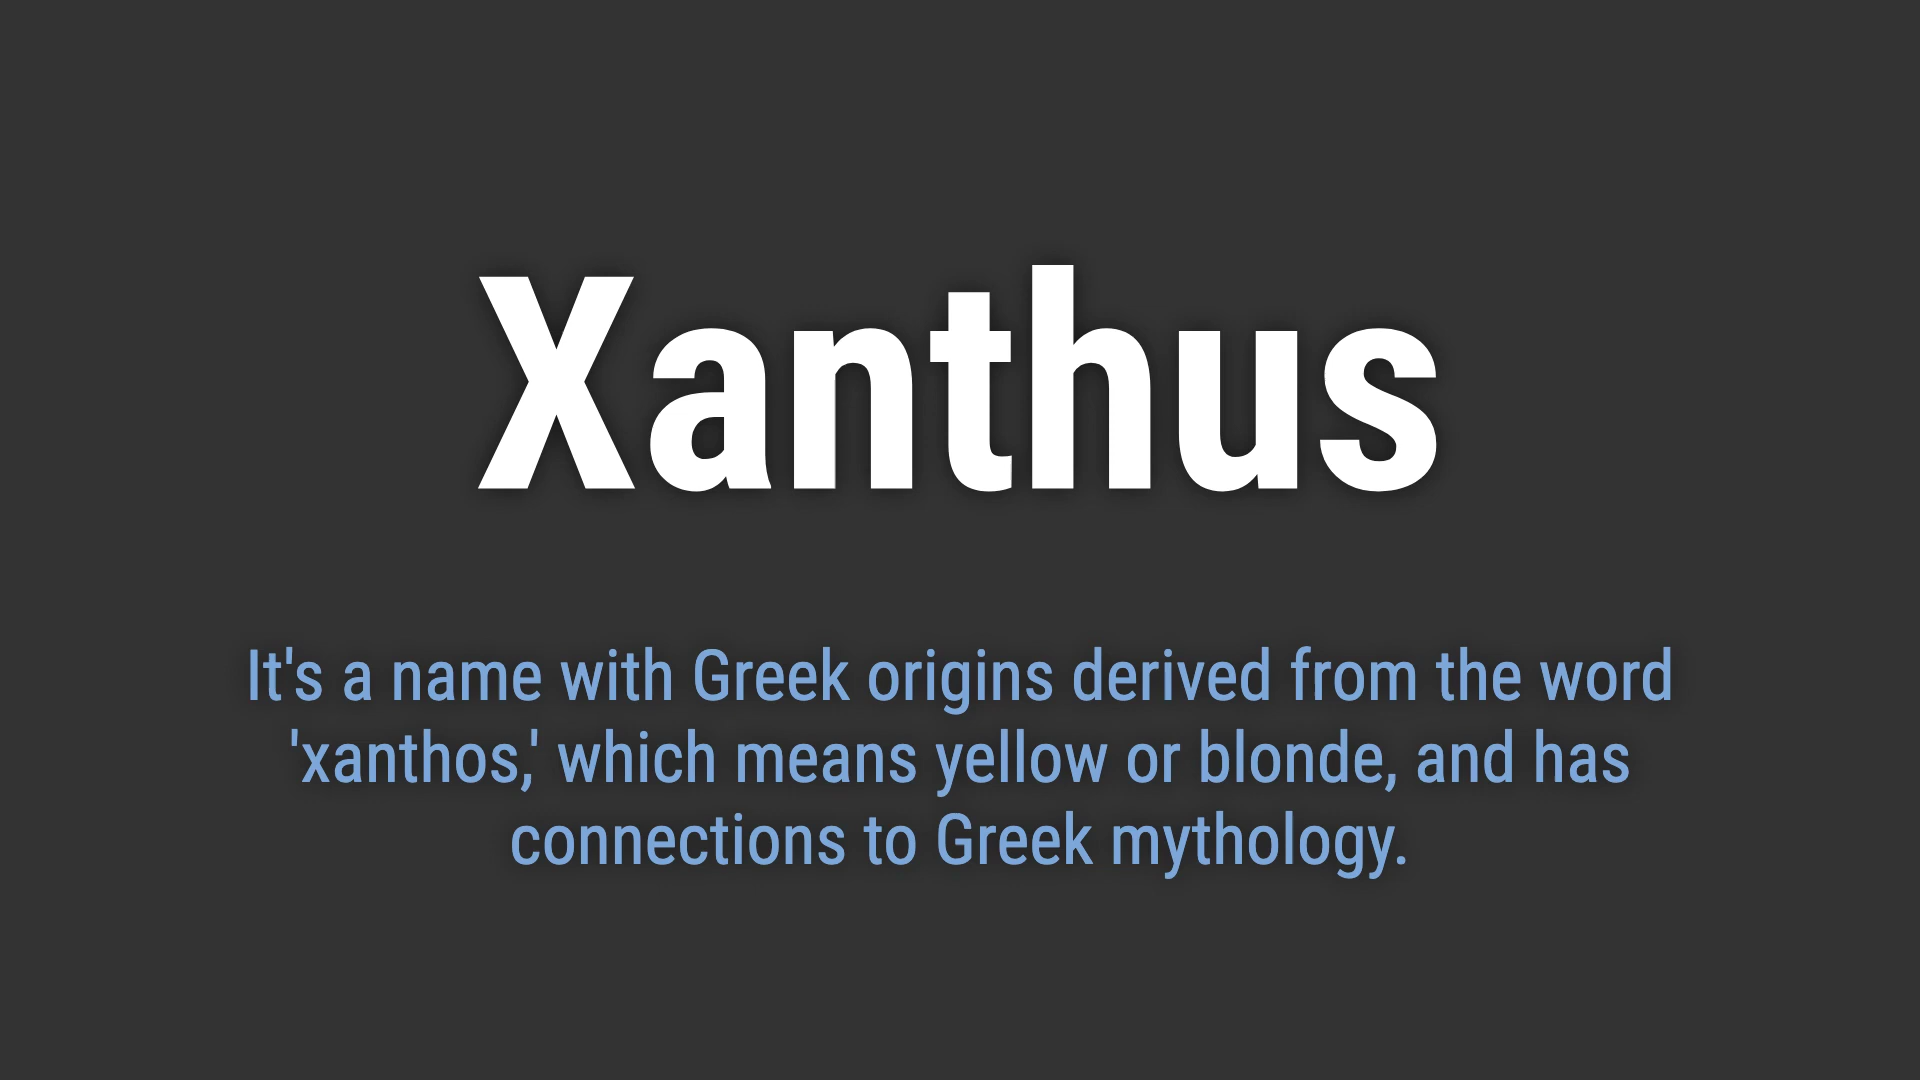 Xanthus
It's a name with Greek origins derived from the word
'xanthos,' which means yellow or blonde, and has
connections to Greek mythology.